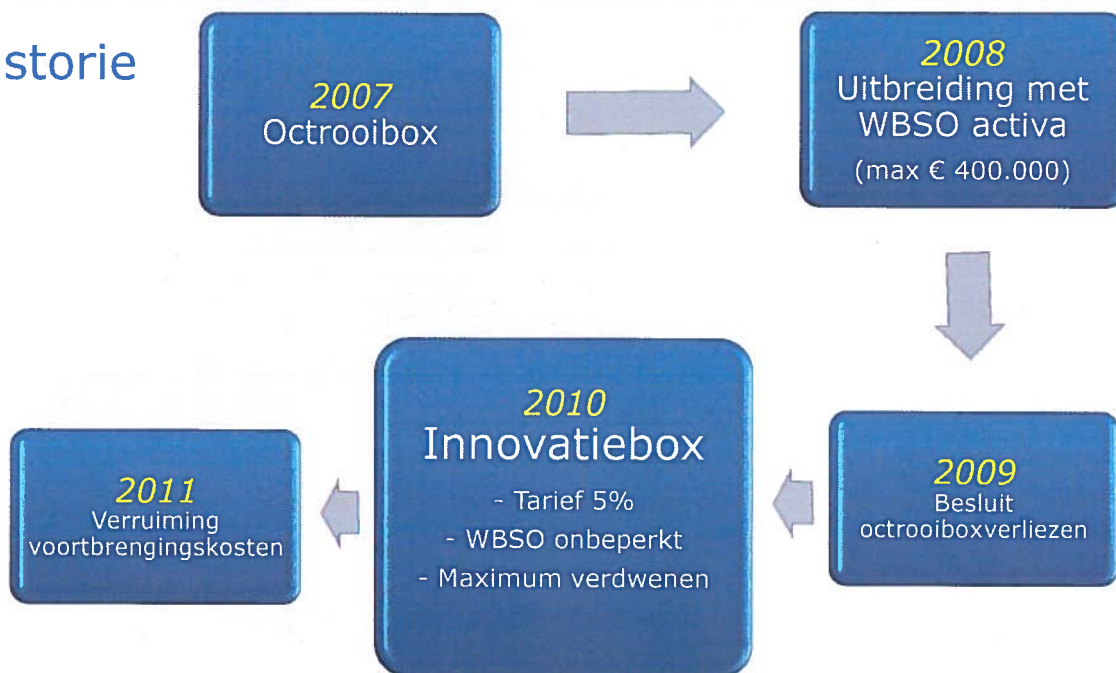 storie
2007
Octrooibox
2008
Uitbreiding met
WBSO activa
(max € 400.000)
2009
Besluit
octrooiboxverliezen
2010
Innovatiebox
- Tarief 5%
- WBSO onbeperkt
- Maximum verdwenen
2011
Verruiming
voortbrengingskosten